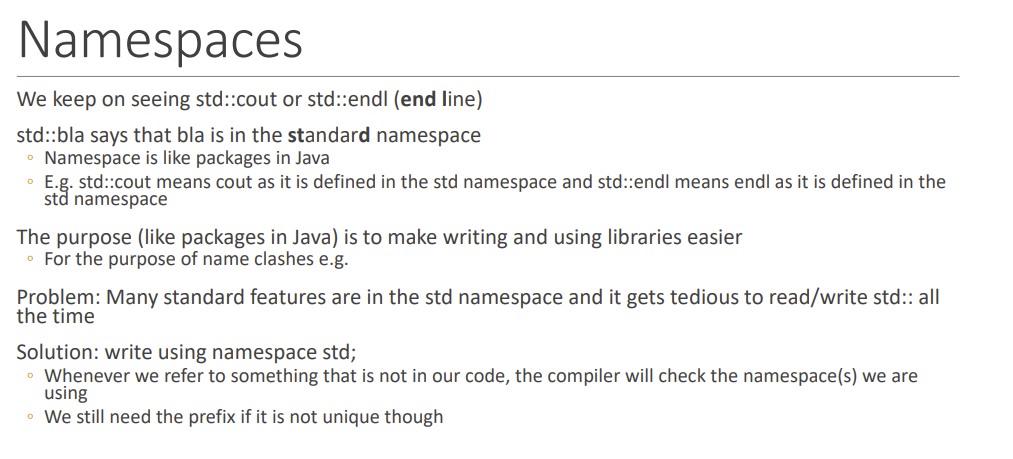 Namespaces
We keep on seeing std::cout or std::endl (end line)
std::bla says that bla is in the standard namespace
◦ Namespace is like packages in Java
◦ E.g. std::cout means cout as it is defined in the std namespace and std::endl means endl as it is defined in the
std namespace
The purpose (like packages in Java) is to make writing and using libraries easier
◦ For the purpose of name clashes e.g.
Problem: Many standard features are in the std namespace and it gets tedious to read/write std:: all
the time
Solution: write using namespace std;
◦ Whenever we refer to something that is not in our code, the compiler will check the namespace(s) we are
using
◦ We still need the prefix if it is not unique though